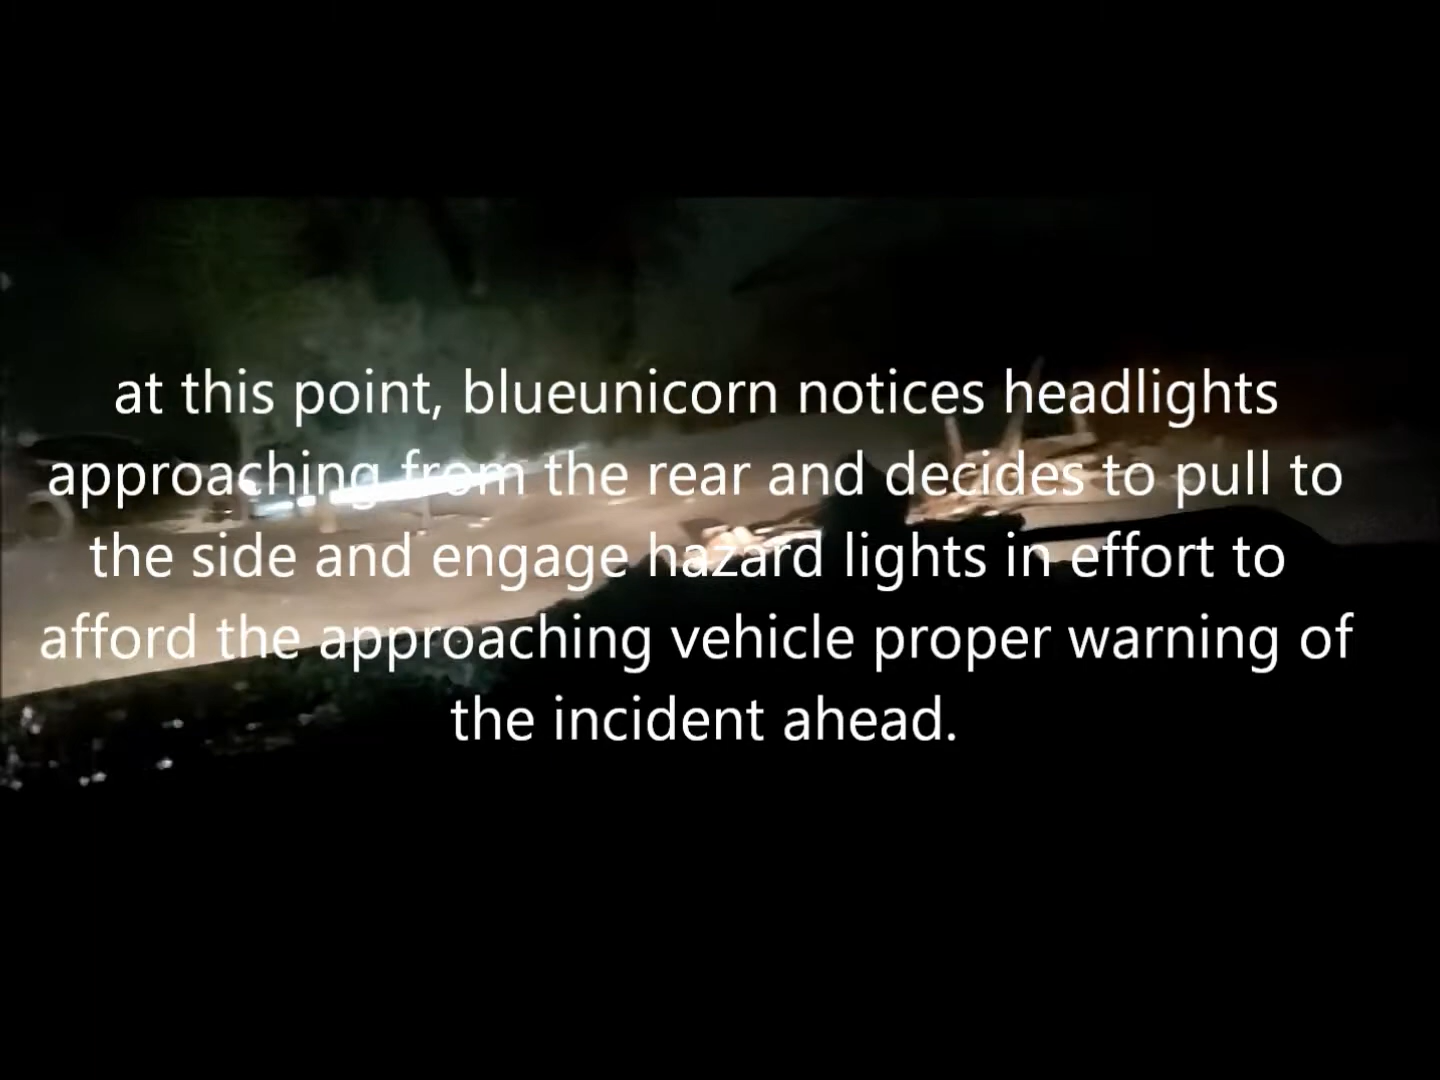 at this point, blueunicorn notices headlights
approaching from the rear and decides to pull to
the side and engage hazard lights in effort to
afford the approaching vehicle proper warning of
the incident ahead.